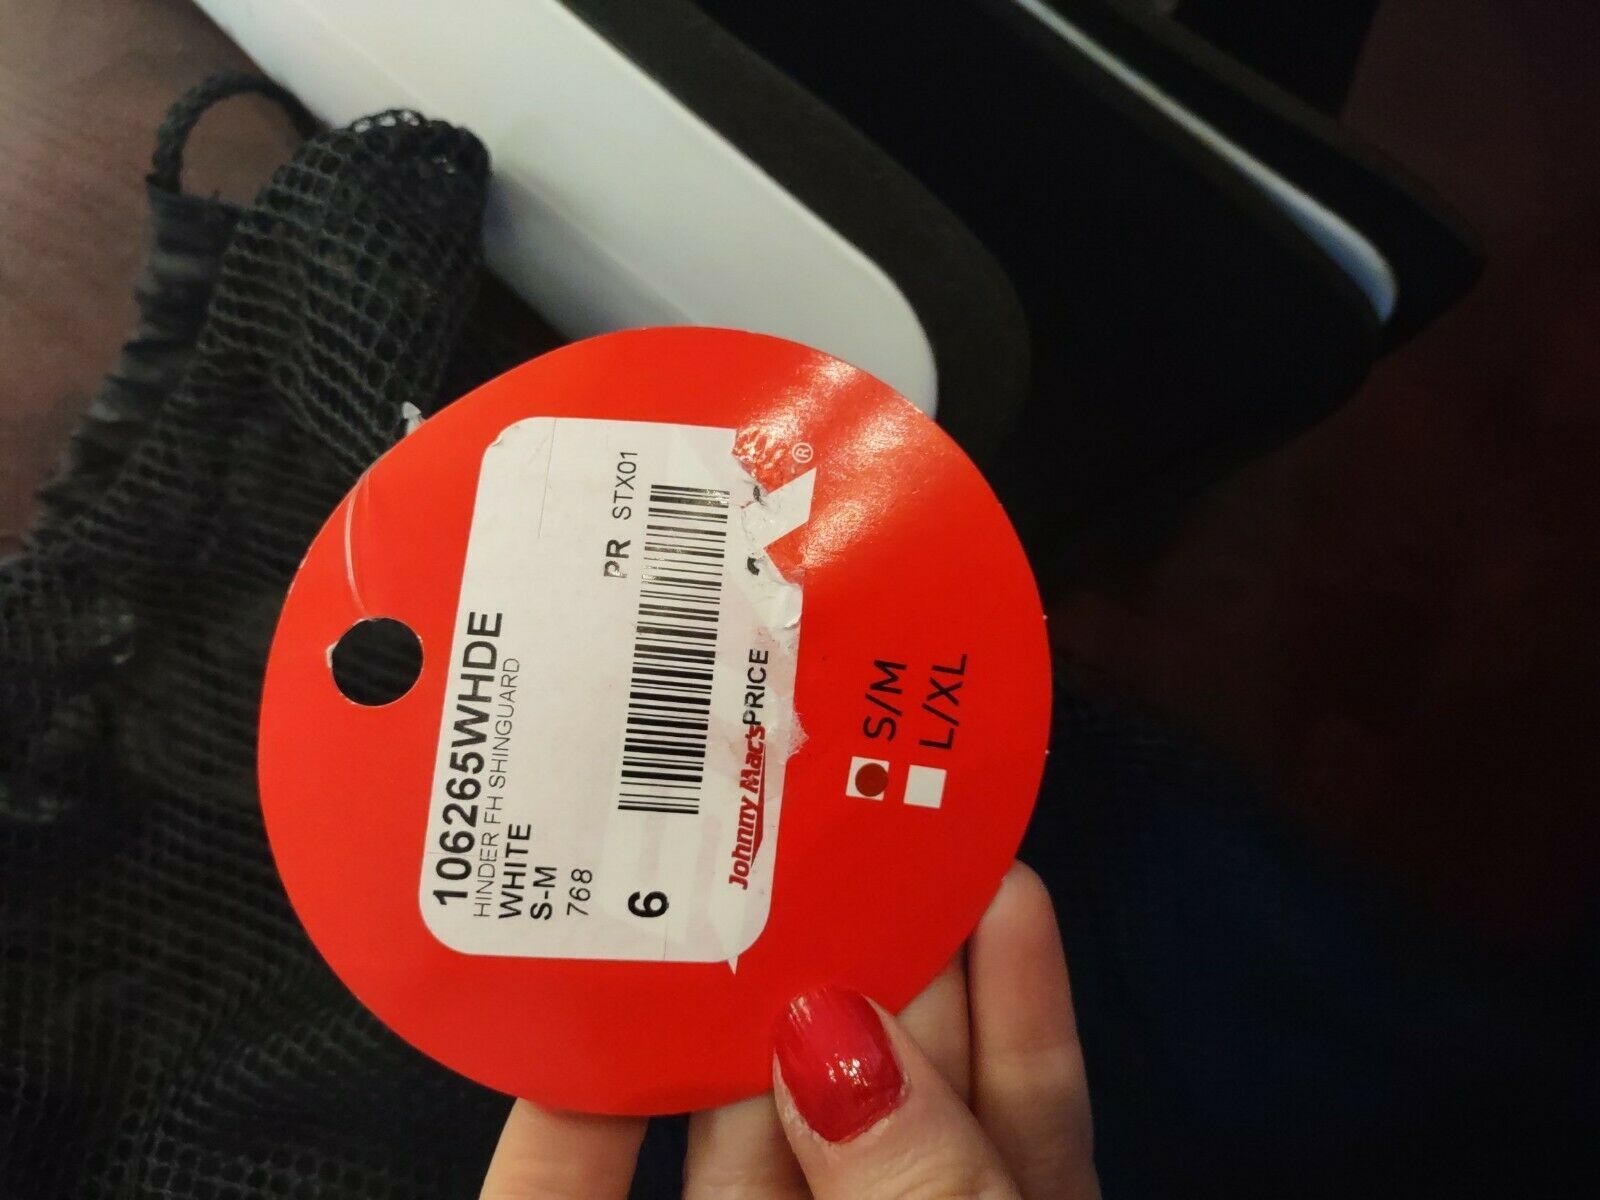 106265WHDE
HINDER FH SHINGUARD
WHITE
S-M
768
PR STX01
6
Johnny Mac's PRICE
®
S/M
L/XL